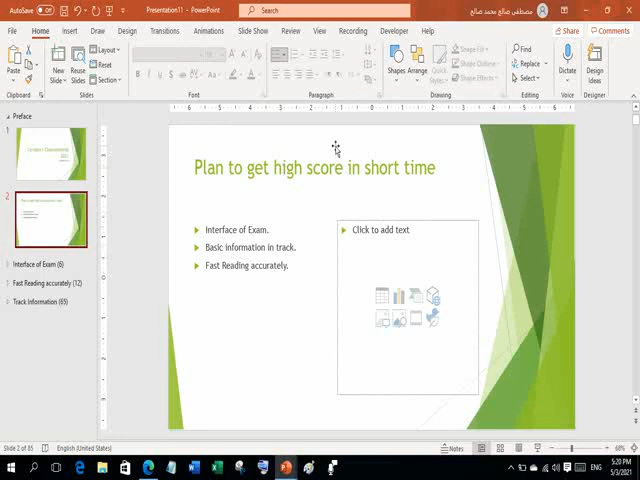 AutoSave Off Presentation11 - PowerPoint Search مصطفى صالح محمد صالح
File Home Insert Draw Design Transitions Animations Slide Show Review View Recording Developer Help Share Comments
Paste New Slide Reuse Slides Layout Reset Section Shapes Arrange Quick Styles Shape Fill Shape Outline Shape Effects Find Replace Select Dictate Design Ideas
Clipboard Slides Font Paragraph Drawing Editing Voice Designer
Preface
1
2
Interface of Exam (6)
Fast Reading accurately (12)
Track Information (65)
Plan to get high score in short time
Interface of Exam.
Basic information in track.
Fast Reading accurately.
Click to add text
Slide 2 of 85 English (United States) Notes 68%
ENG 5:20 PM
5/3/2021